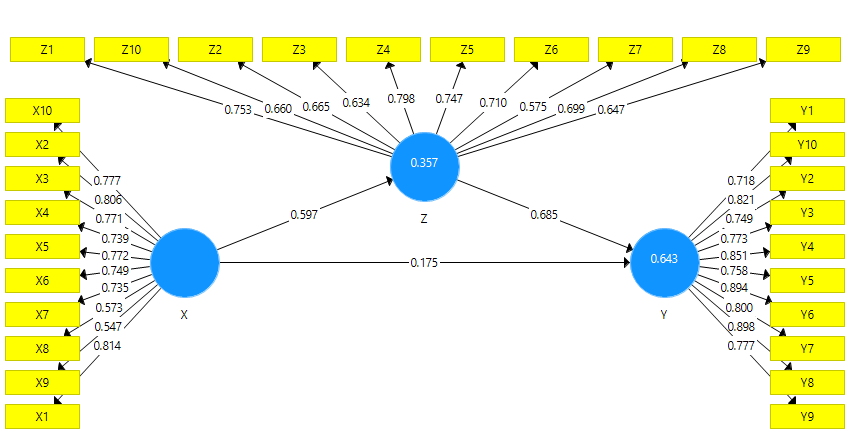 Z1 Z10 Z2 Z3 Z4 Z5 Z6 Z7 Z8 Z9
0.753 0.660 0.665 0.634 0.798 0.747 0.710 0.575 0.699 0.647
X10
X2
X3
X4
X5
X6
X7
X8
X9
X1
0.777
0.806
0.771
0.739
0.772
0.749
0.735
0.573
0.547
0.814
X
0.597
0.357
Z
0.685
0.175
0.643
Y
0.718
0.821
0.749
0.773
0.851
0.758
0.894
0.800
0.898
0.777
Y1
Y10
Y2
Y3
Y4
Y5
Y6
Y7
Y8
Y9